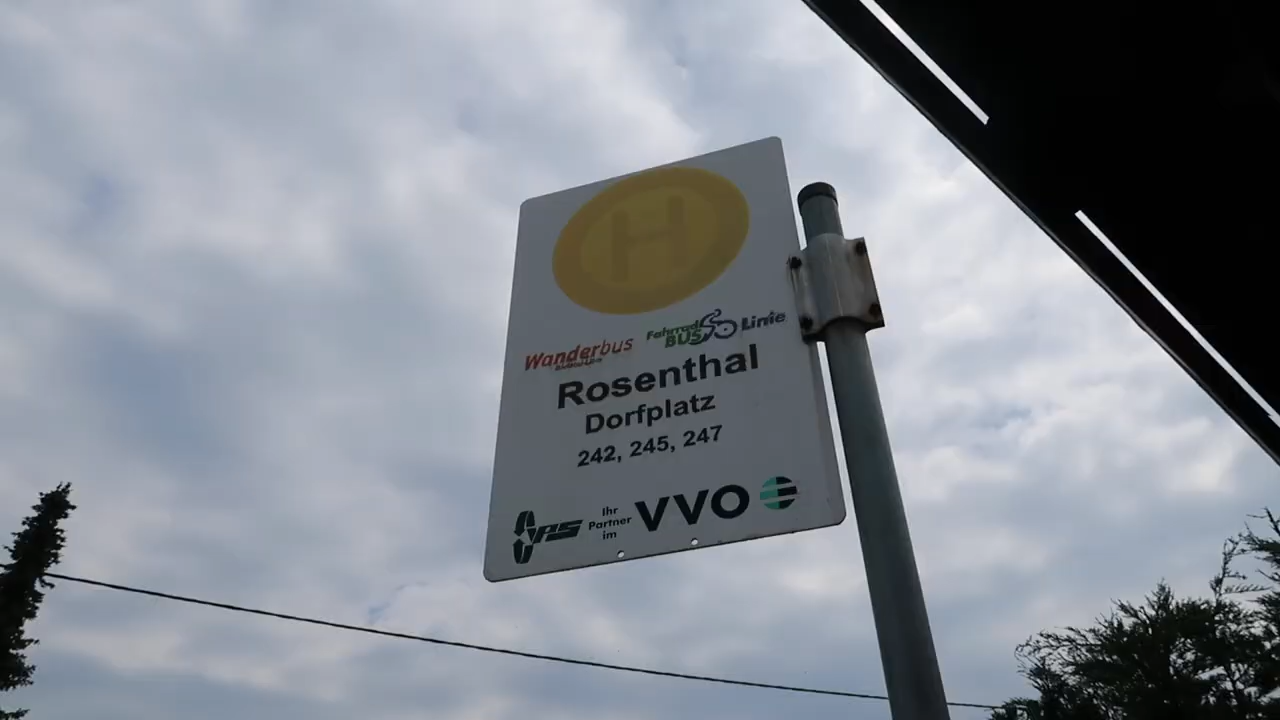 H
Wanderbus
Fahrrad BUS Linie
Rosenthal
Dorfplatz
242, 245, 247
Ihr
Partner
im
VVO